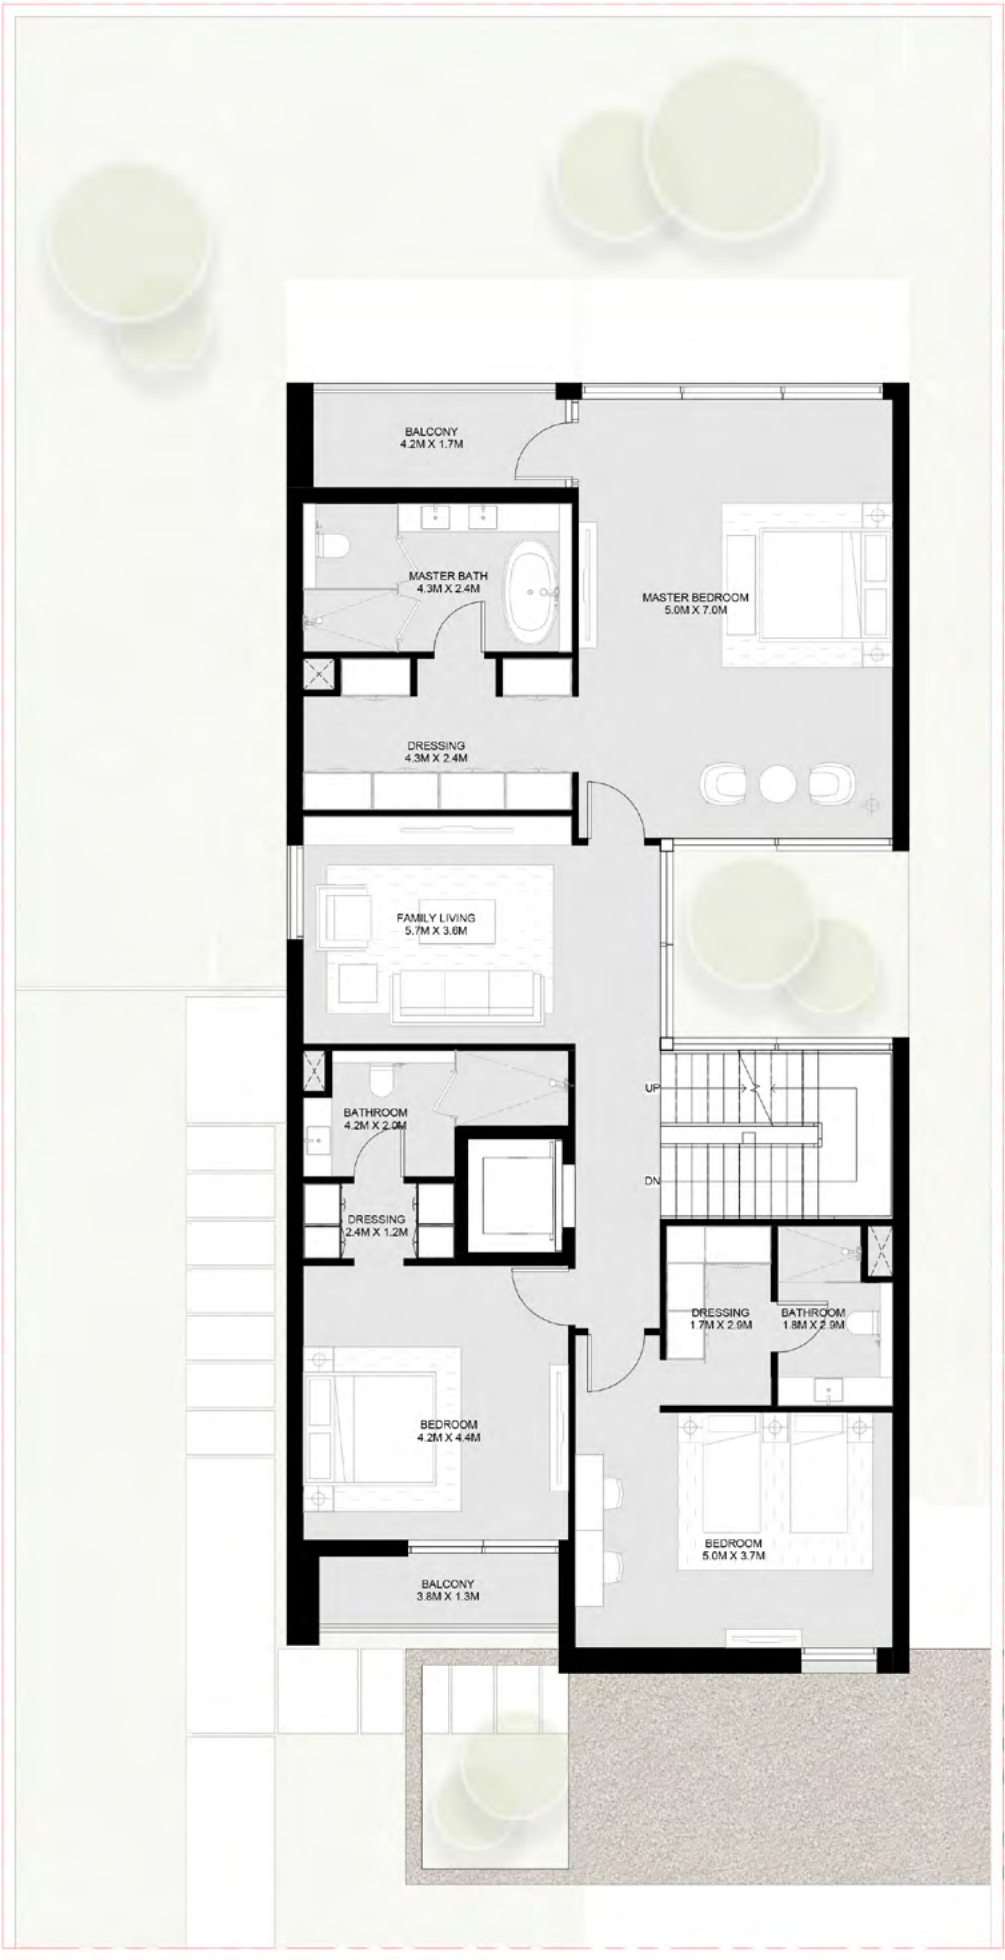 BALCONY
4.2M X 1.7M
MASTER BATH
4.3M X 2.4M
MASTER BEDROOM
5.0M X 7.0M
DRESSING
4.3M X 2.4M
FAMILY LIVING
5.7M X 3.6M
UP
BATHROOM
4.2M X 2.0M
DN
DRESSING
2.4M X 1.2M
DRESSING
1.7M X 2.9M
BATHROOM
1.8M X 2.9M
BEDROOM
4.2M X 4.4M
BEDROOM
5.0M X 3.7M
BALCONY
3.8M X 1.3M